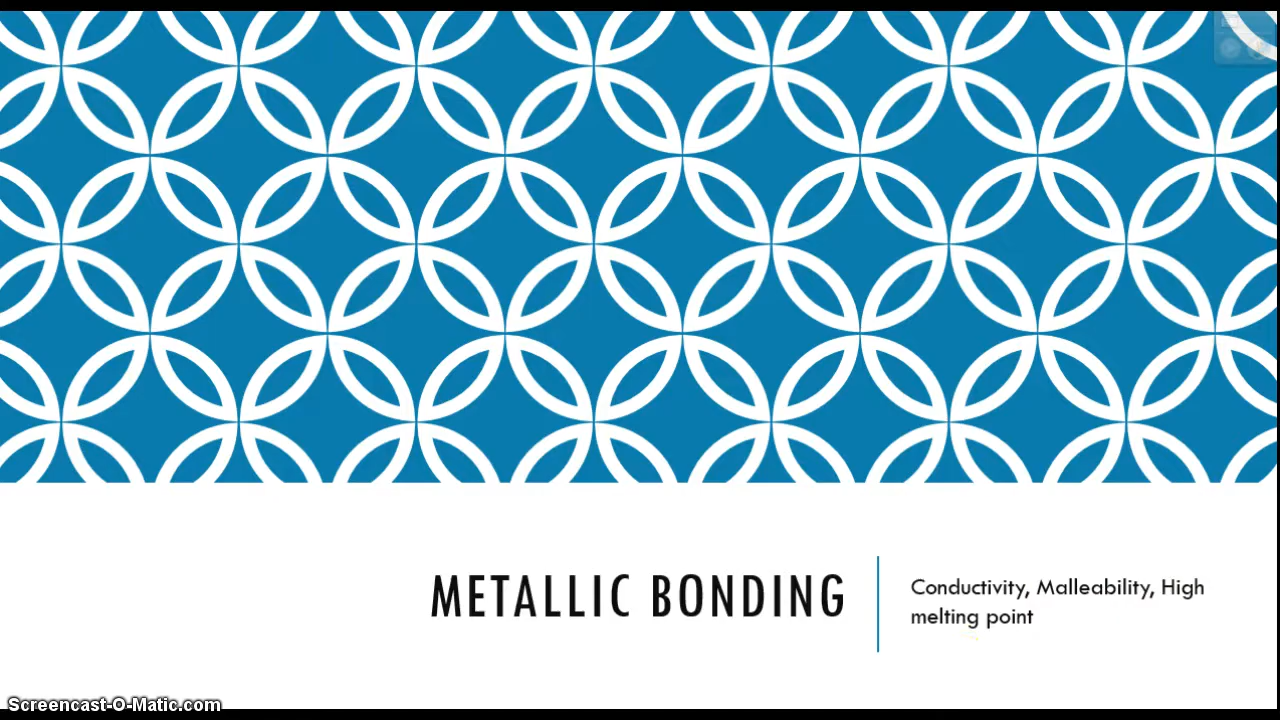 METALLIC BONDING
Conductivity, Malleability, High
melting point
Screencast-O-Matic.com